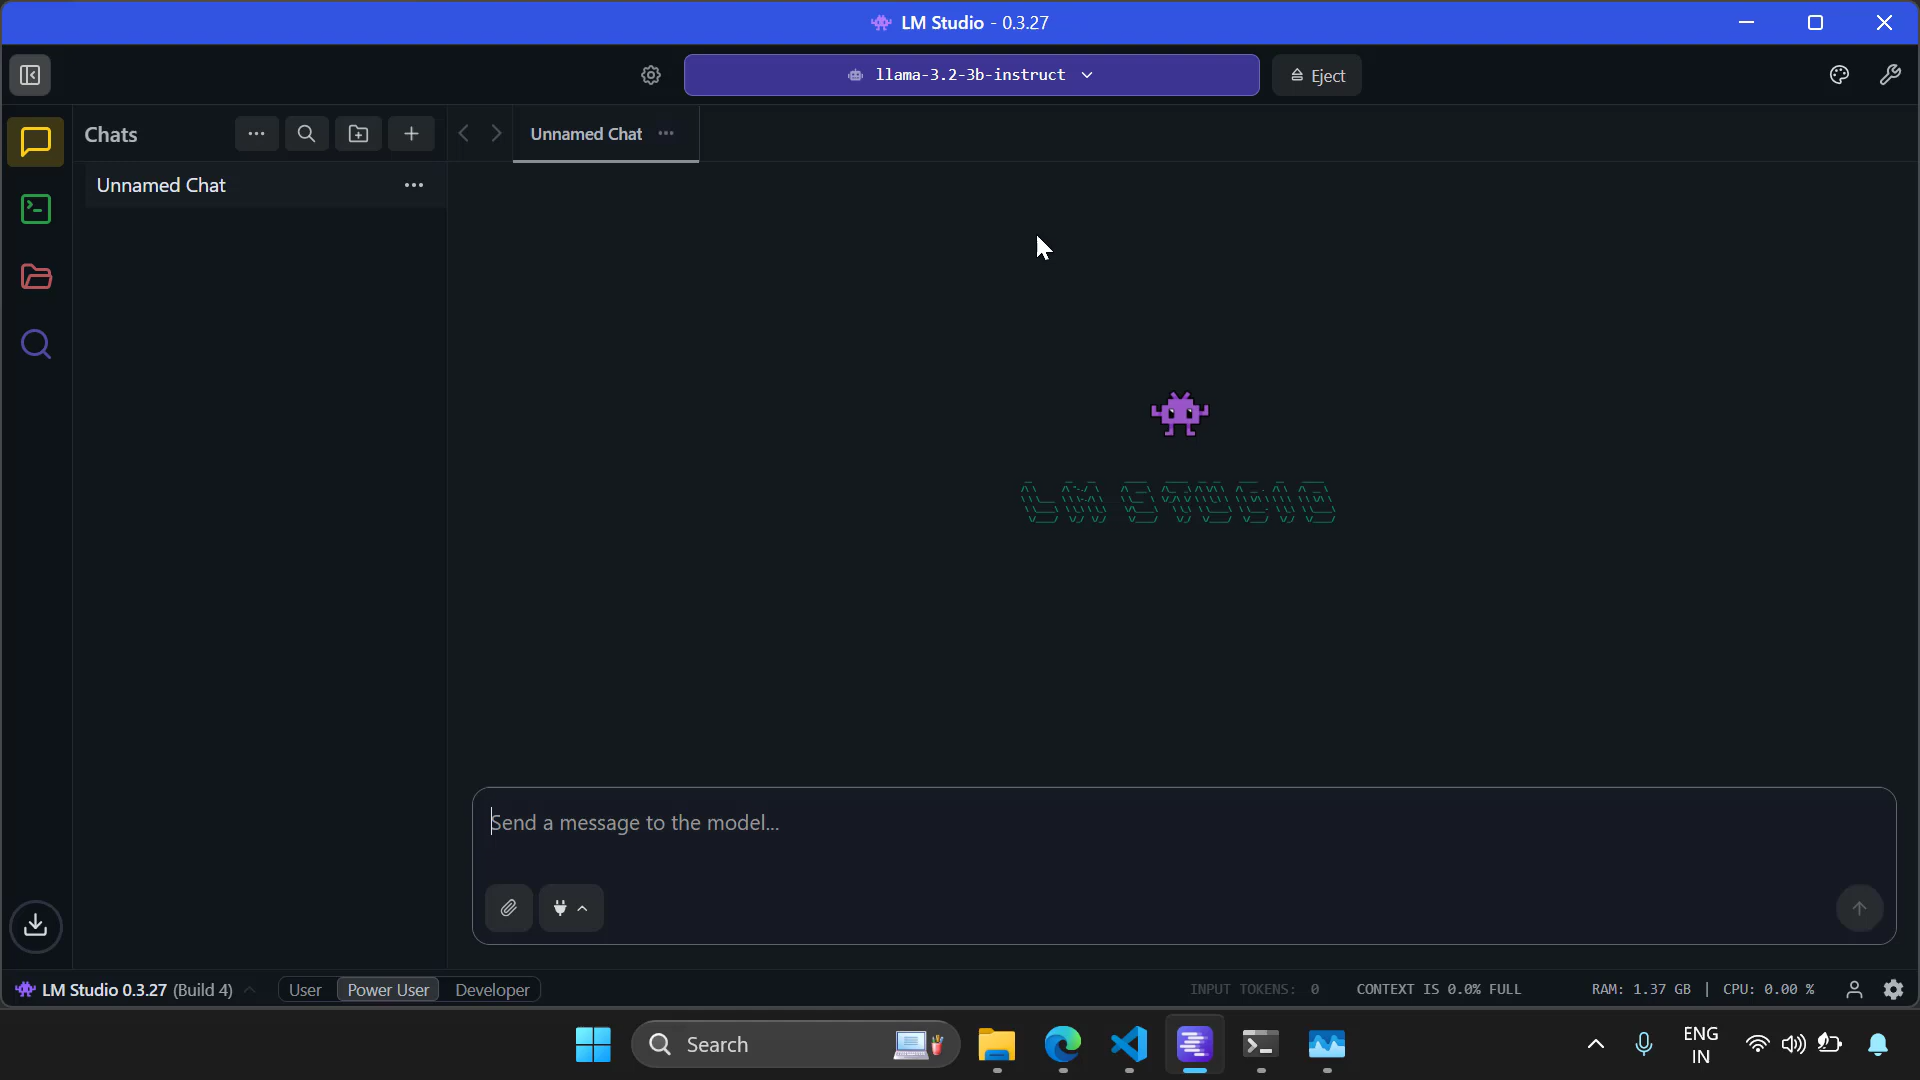 LM Studio - 0.3.27
llama-3.2-3b-instruct
Eject
Chats
Unnamed Chat
Unnamed Chat
LM STUDIO
Send a message to the model...
LM Studio 0.3.27 (Build 4)
User
Power User
Developer
INPUT TOKENS: 0
CONTEXT IS 0.0% FULL
RAM: 1.37 GB | CPU: 0.00 %
Search
ENG
IN